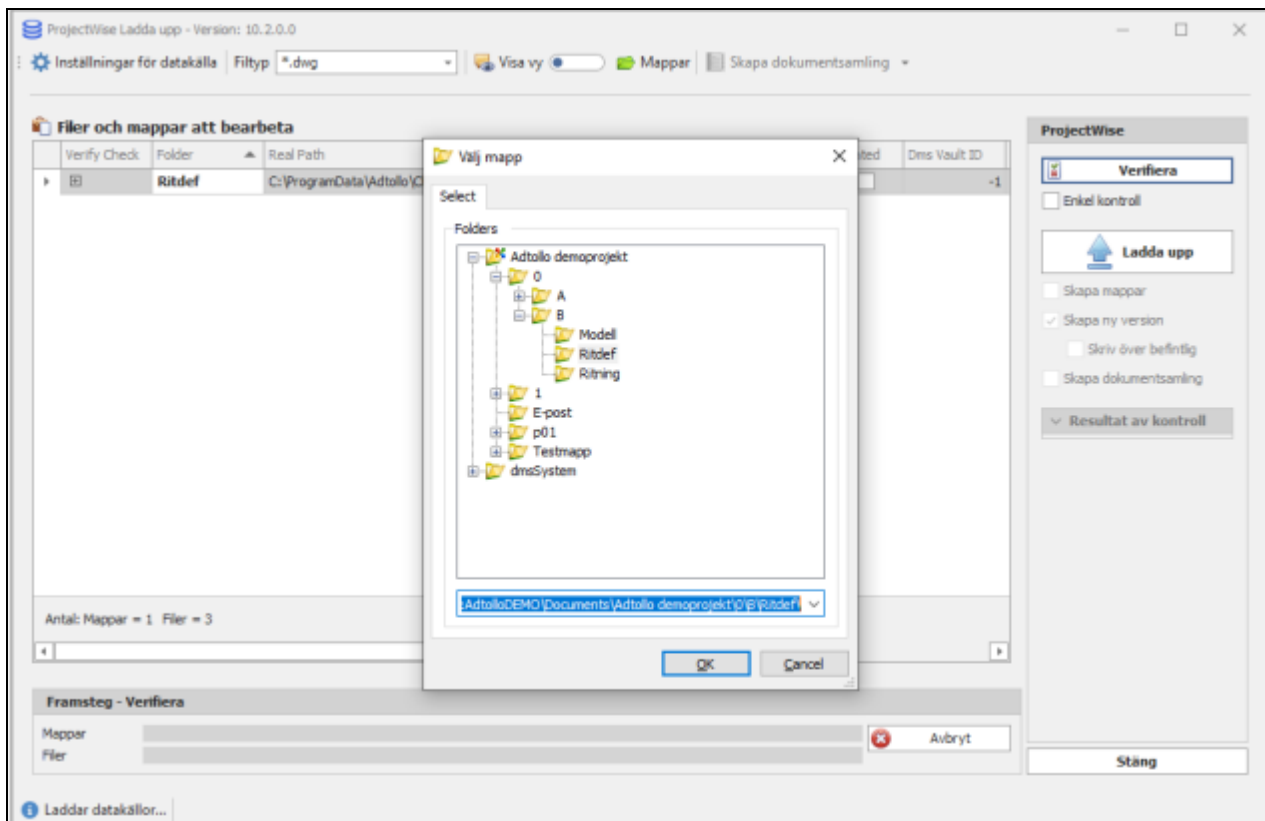 ProjectWise Ladda upp - Version: 10.2.0.0
Inställningar för datakälla Filtyp *.dwg Visa vy Mappar Skapa dokumentsamling
Filer och mappar att bearbeta
Verify Check Folder Real Path Dms Vault ID
Ritdef C:\ProgramData\Adtollo\C -1
Välj mapp
Select
Folders
Adtollo demoprojekt
0
A
B
Modell
Ritdef
Ritning
1
E-post
p01
Testmapp
dmsSystem
:AdtolloDEMO\Documents\Adtollo demoprojekt\0\B\Ritdef\
OK Cancel
Antal: Mappar = 1 Filer = 3
Framsteg - Verifiera
Mappar
Filer
Avbryt
Laddar datakällor...
ProjectWise
Verifiera
Enkel kontroll
Ladda upp
Skapa mappar
Skapa ny version
Skriv över befintlig
Skapa dokumentsamling
Resultat av kontroll
Stäng